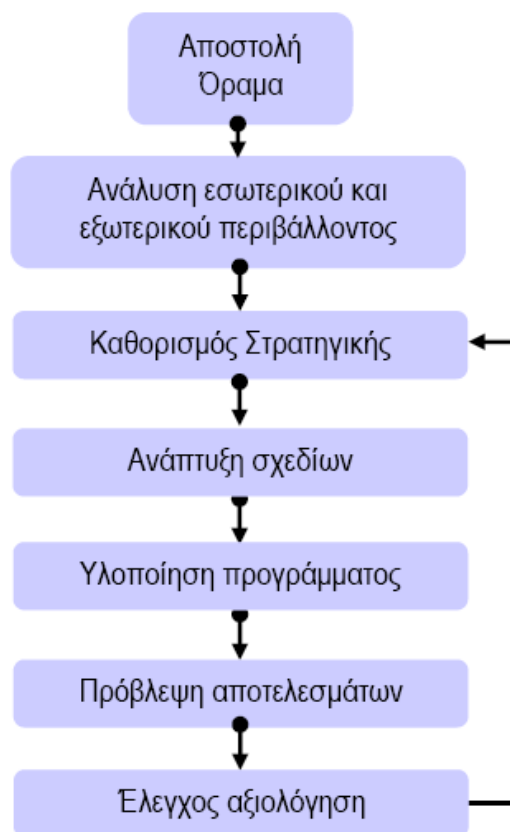 Αποστολή
Όραμα
Ανάλυση εσωτερικού και
εξωτερικού περιβάλλοντος
Καθορισμός Στρατηγικής
Ανάπτυξη σχεδίων
Υλοποίηση προγράμματος
Πρόβλεψη αποτελεσμάτων
Έλεγχος αξιολόγηση